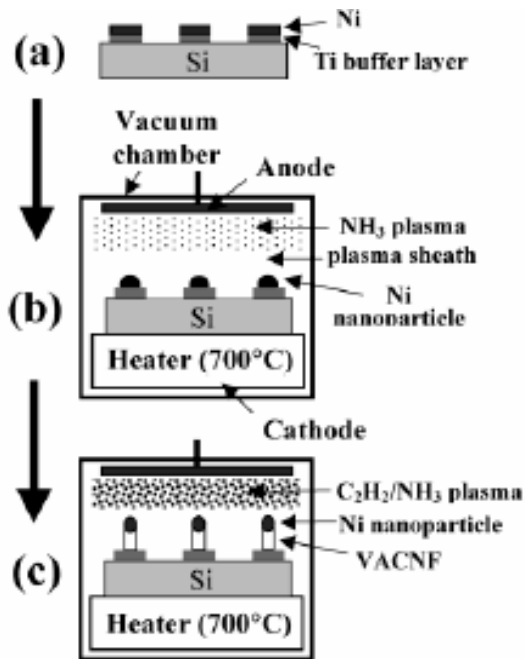 Ni
(a)
Si
Ti buffer layer
Vacuum
chamber
Anode
NH₃ plasma
plasma sheath
(b)
Si
Ni
nanoparticle
Heater (700°C)
Cathode
C₂H₂/NH₃ plasma
Ni nanoparticle
VACNF
(c)
Si
Heater (700°C)